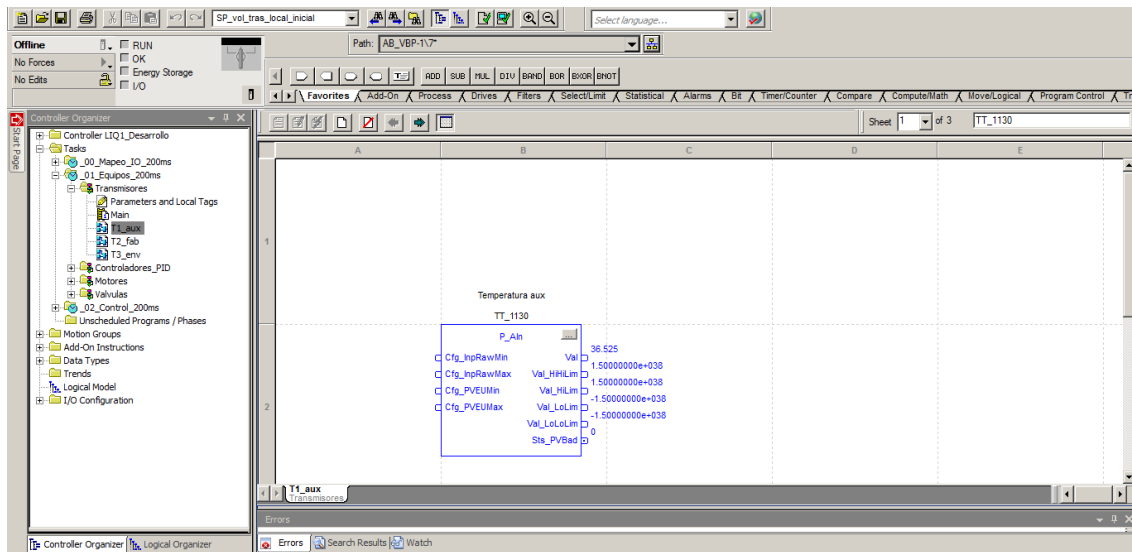 SP_vol_tras_local_inicial
Select language...
Offline
RUN
No Forces
OK
No Edits
Energy Storage
I/O
Path: AB_VBP-1\7*
ADD SUB MUL DIV BAND BOR BXOR BNOT
Favorites Add-On Process Drives Filters Select/Limit Statistical Alarms Bit Timer/Counter Compare Compute/Math Move/Logical Program Control Tr
Start Page
Controller Organizer
Controller LIQ1_Desarrollo
Tasks
_00_Mapeo_IO_200ms
_01_Equipos_200ms
Transmisores
Parameters and Local Tags
Main
T1_aux
T2_fab
T3_env
Controladores_PID
Motores
Valvulas
_02_Control_200ms
Unscheduled Programs / Phases
Motion Groups
Add-On Instructions
Data Types
Trends
Logical Model
I/O Configuration
Controller Organizer
Logical Organizer
Sheet 1 of 3 TT_1130
A B C D E
1
2
Temperatura aux
TT_1130
P_AIn ...
Cfg_InpRawMin Val 36.525
Cfg_InpRawMax Val_HiHiLim 1.50000000e+038
Cfg_PVEUMin Val_HiLim 1.50000000e+038
Cfg_PVEUMax Val_LoLim -1.50000000e+038
Val_LoLoLim -1.50000000e+038
Sts_PVBad 0
T1_aux
Transmisores
Errors
Errors Search Results Watch